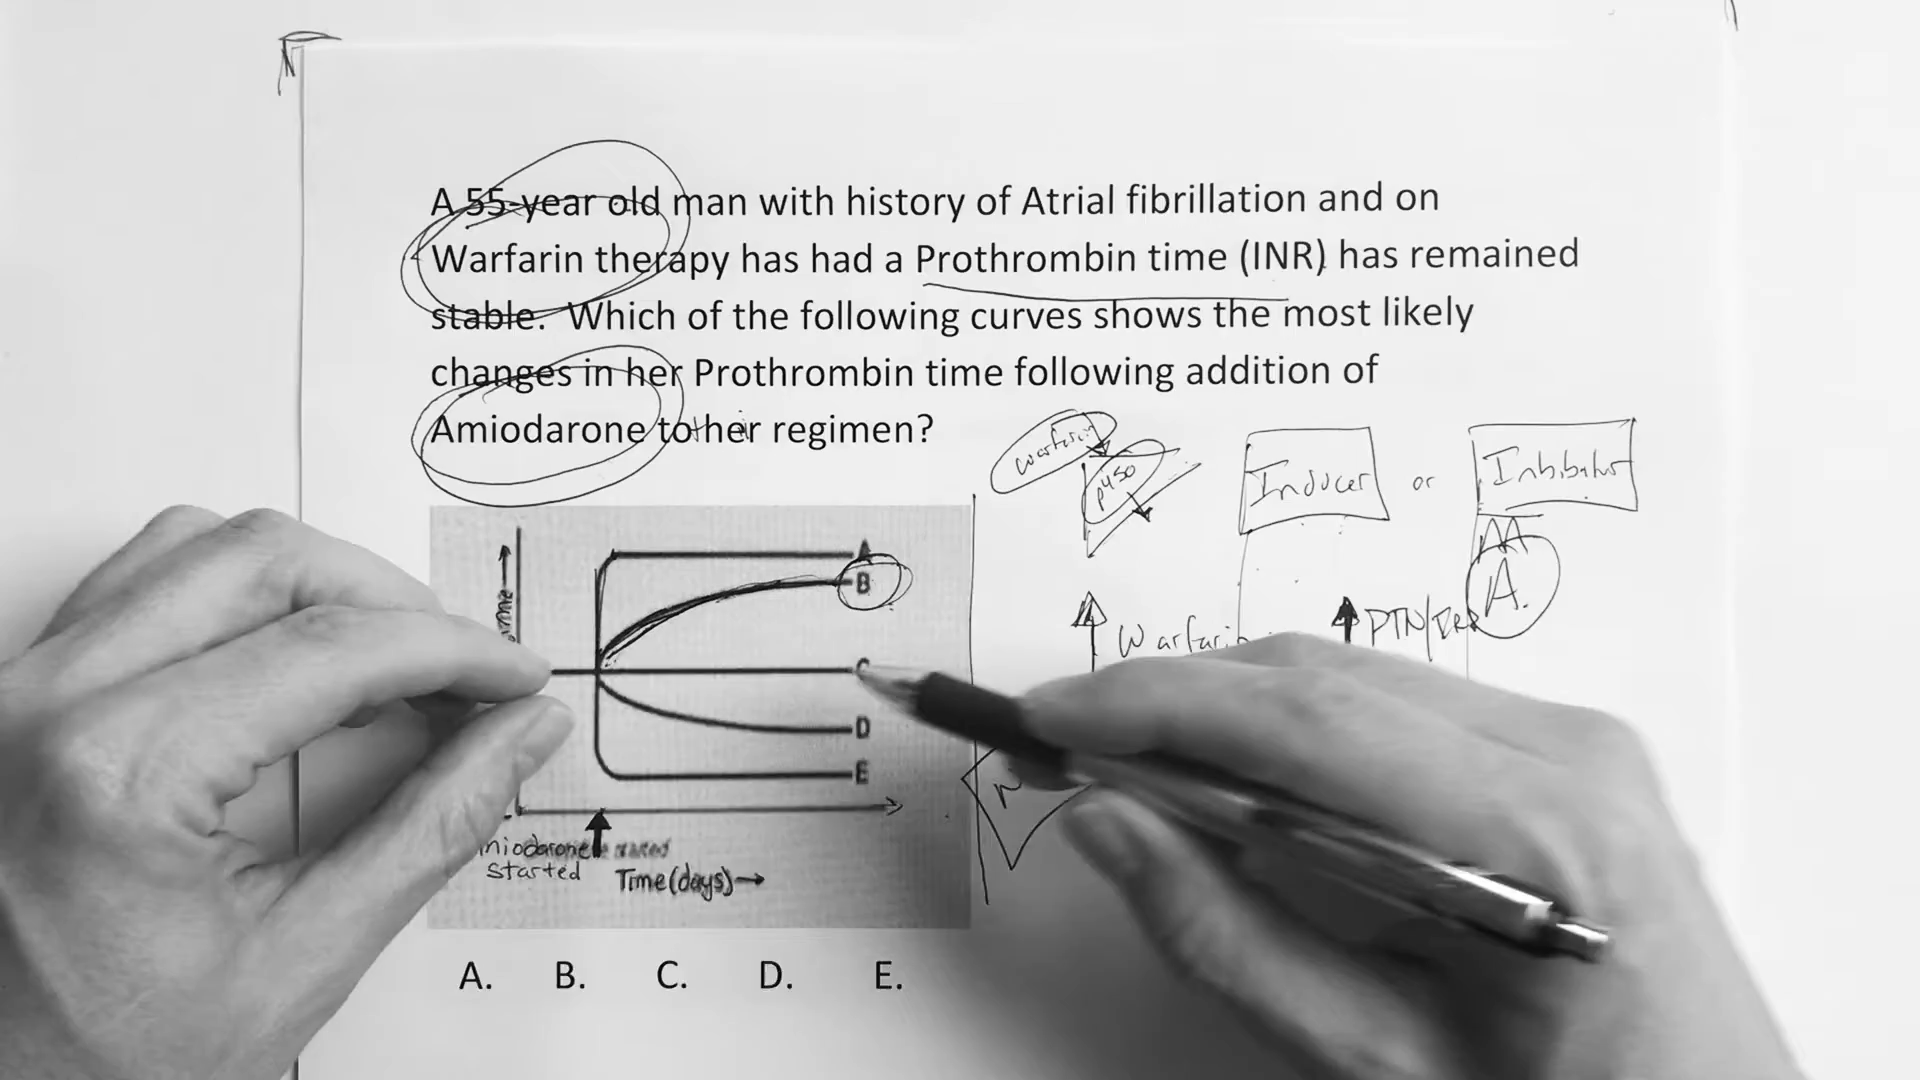 A 55-year old man with history of Atrial fibrillation and on
Warfarin therapy has had a Prothrombin time (INR) has remained
stable. Which of the following curves shows the most likely
changes in her Prothrombin time following addition of
Amiodarone to their regimen?
Warfarin
P450
Inducer or Inhibitor
A.
A
B
C
D
E
Warfarin
started
Time (days)
A. B. C. D. E.